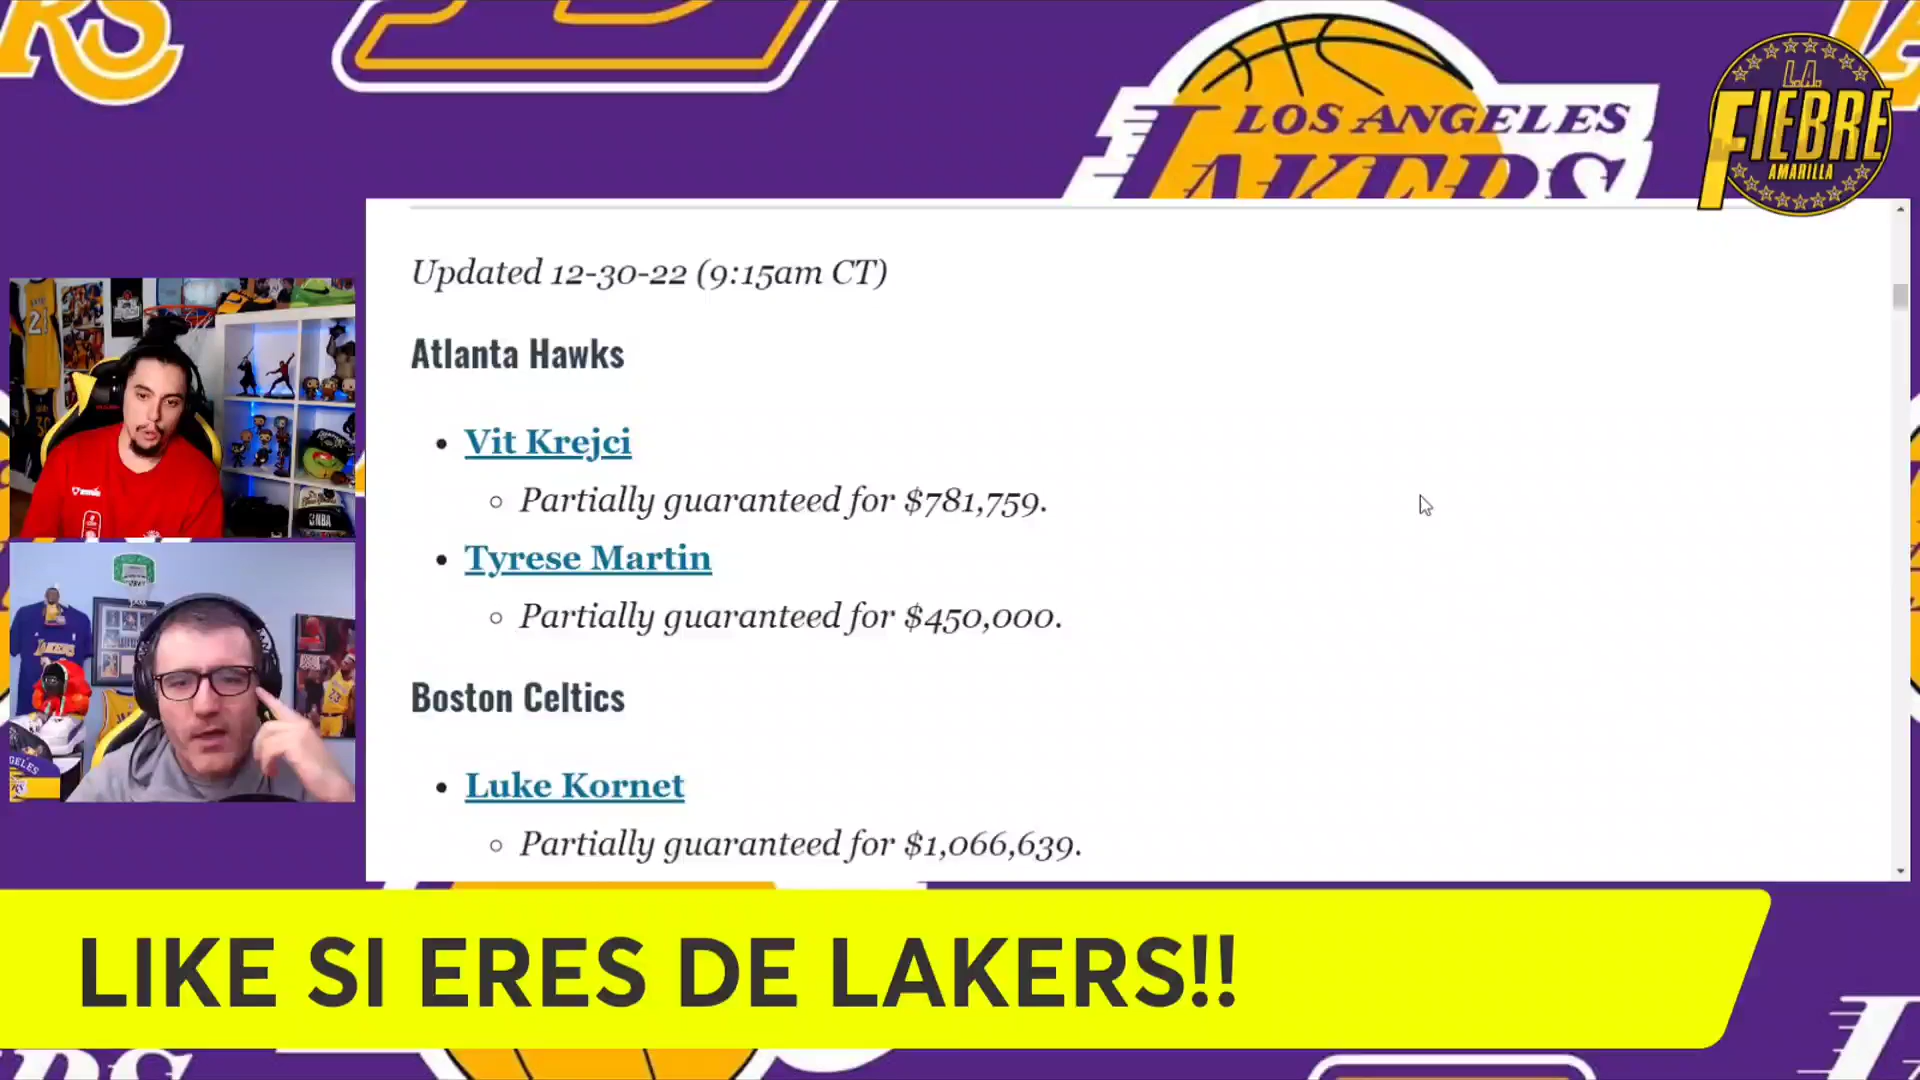 LOS ANGELES
LAKERS
L.A.
FIEBRE
AMARILLA
Updated 12-30-22 (9:15am CT)
Atlanta Hawks
Vit Krejci
Partially guaranteed for $781,759.
Tyrese Martin
Partially guaranteed for $450,000.
Boston Celtics
Luke Kornet
Partially guaranteed for $1,066,639.
NBA
LAKERS
LIKE SI ERES DE LAKERS!!